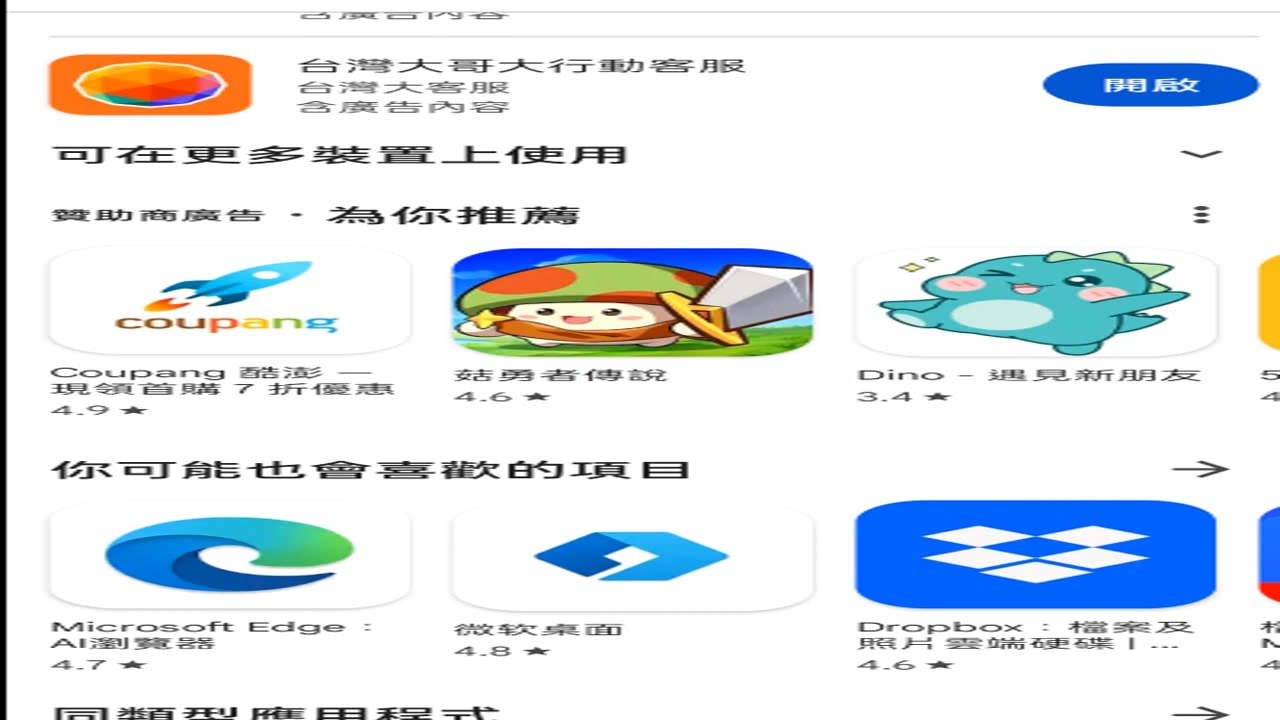 含廣告內容
台灣大哥大行動客服
台灣大客服
含廣告內容
開啟
可在更多裝置上使用
贊助商廣告 · 為你推薦
coupang
Coupang 酷澎 —
現領首購 7 折優惠
4.9 ★
菇勇者傳說
4.6 ★
Dino - 遇見新朋友
3.4 ★
你可能也會喜歡的項目
Microsoft Edge：
AI瀏覽器
4.7 ★
微软桌面
4.8 ★
Dropbox：檔案及
照片雲端硬碟 | ...
4.6 ★
同類型應用程式